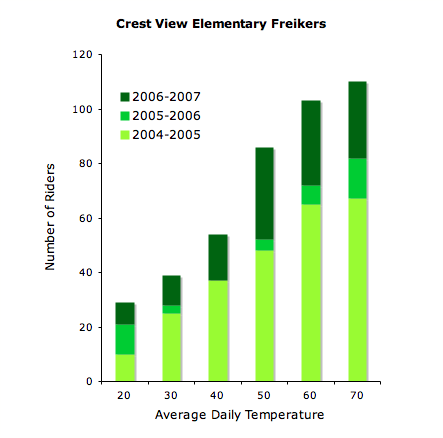 Crest View Elementary Freikers
120
100
80
60
40
20
0
Number of Riders
2006-2007
2005-2006
2004-2005
20 30 40 50 60 70
Average Daily Temperature